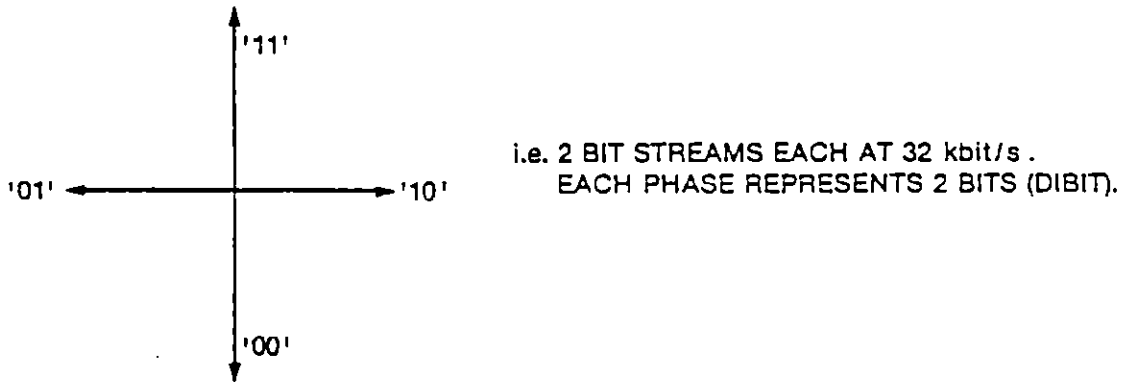 '11'
i.e. 2 BIT STREAMS EACH AT 32 kbit/s.
EACH PHASE REPRESENTS 2 BITS (DIBIT).
'01'
'10'
'00'